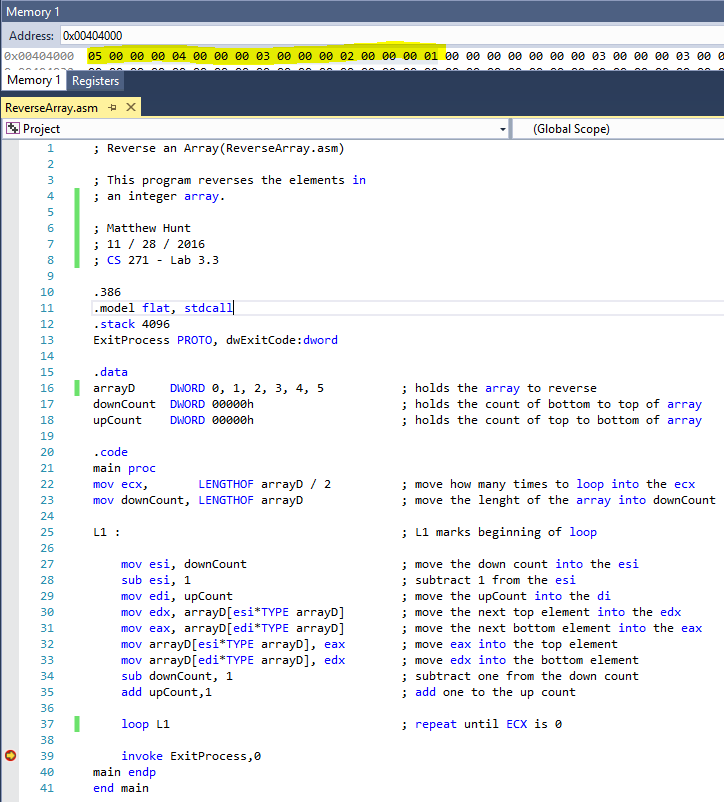 Memory 1
Address: 0x00404000
0x00404000 05 00 00 00 04 00 00 00 03 00 00 00 02 00 00 00 01 00 00 00 00 00 00 00 03 00 00 00 03 00 0
Memory 1 Registers
ReverseArray.asm
Project (Global Scope)
1 ; Reverse an Array(ReverseArray.asm)
2
3 ; This program reverses the elements in
4 ; an integer array.
5
6 ; Matthew Hunt
7 ; 11 / 28 / 2016
8 ; CS 271 - Lab 3.3
9
10 .386
11 .model flat, stdcall
12 .stack 4096
13 ExitProcess PROTO, dwExitCode:dword
14
15 .data
16 arrayD DWORD 0, 1, 2, 3, 4, 5 ; holds the array to reverse
17 downCount DWORD 00000h ; holds the count of bottom to top of array
18 upCount DWORD 00000h ; holds the count of top to bottom of array
19
20 .code
21 main proc
22 mov ecx, LENGTHOF arrayD / 2 ; move how many times to loop into the ecx
23 mov downCount, LENGTHOF arrayD ; move the lenght of the array into downCount
24
25 L1 : ; L1 marks beginning of loop
26
27 mov esi, downCount ; move the down count into the esi
28 sub esi, 1 ; subtract 1 from the esi
29 mov edi, upCount ; move the upCount into the di
30 mov edx, arrayD[esi*TYPE arrayD] ; move the next top element into the edx
31 mov eax, arrayD[edi*TYPE arrayD] ; move the next bottom element into the eax
32 mov arrayD[esi*TYPE arrayD], eax ; move eax into the top element
33 mov arrayD[edi*TYPE arrayD], edx ; move edx into the bottom element
34 sub downCount, 1 ; subtract one from the down count
35 add upCount,1 ; add one to the up count
36
37 loop L1 ; repeat until ECX is 0
38
39 invoke ExitProcess,0
40 main endp
41 end main